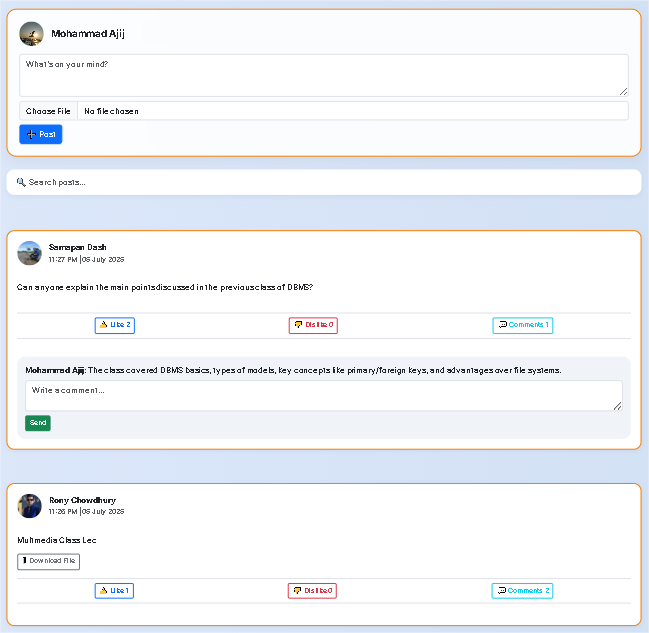 Mohammad Ajij
What's on your mind?
Choose File No file chosen
➕ Post
🔍 Search posts...
Samapan Dash
11:27 PM | 05 July 2025
Can anyone explain the main points discussed in the previous class of DBMS?
👍 Like 2 👎 Dislike 0 💬 Comments 1
Mohammad Ajij: The class covered DBMS basics, types of models, key concepts like primary/foreign keys, and advantages over file systems.
Write a comment...
Send
Rony Chowdhury
11:26 PM | 05 July 2025
Multimedia Class Lec
Download File
👍 Like 1 👎 Dislike 0 💬 Comments 2